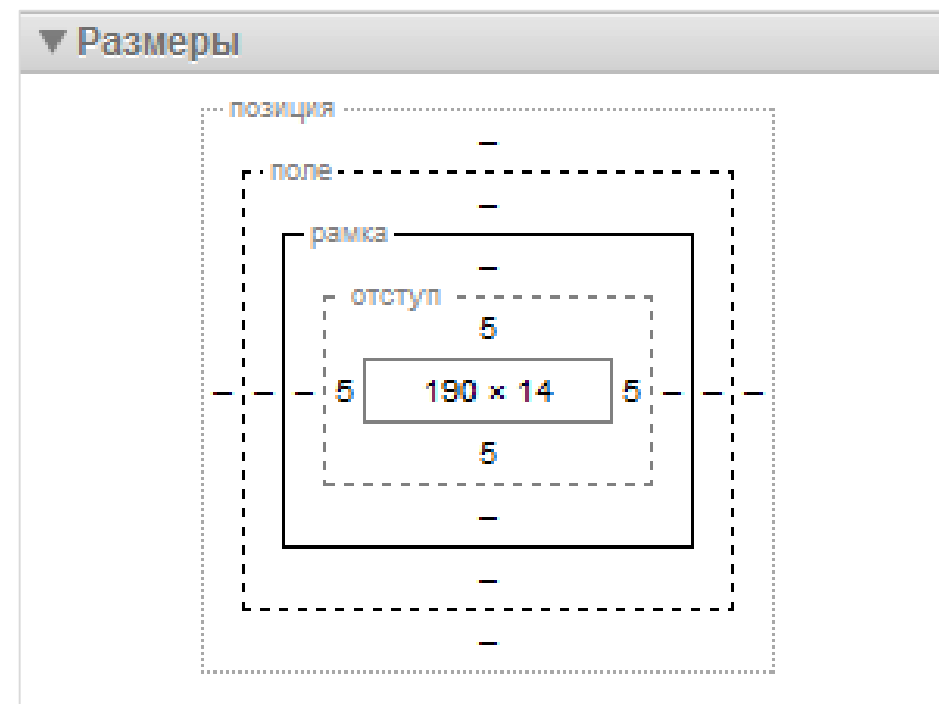 ▼ Размеры
позиция
–
поле
–
рамка
–
отступ
5
– – – 5 190 × 14 5 – – –
5
–
–
–